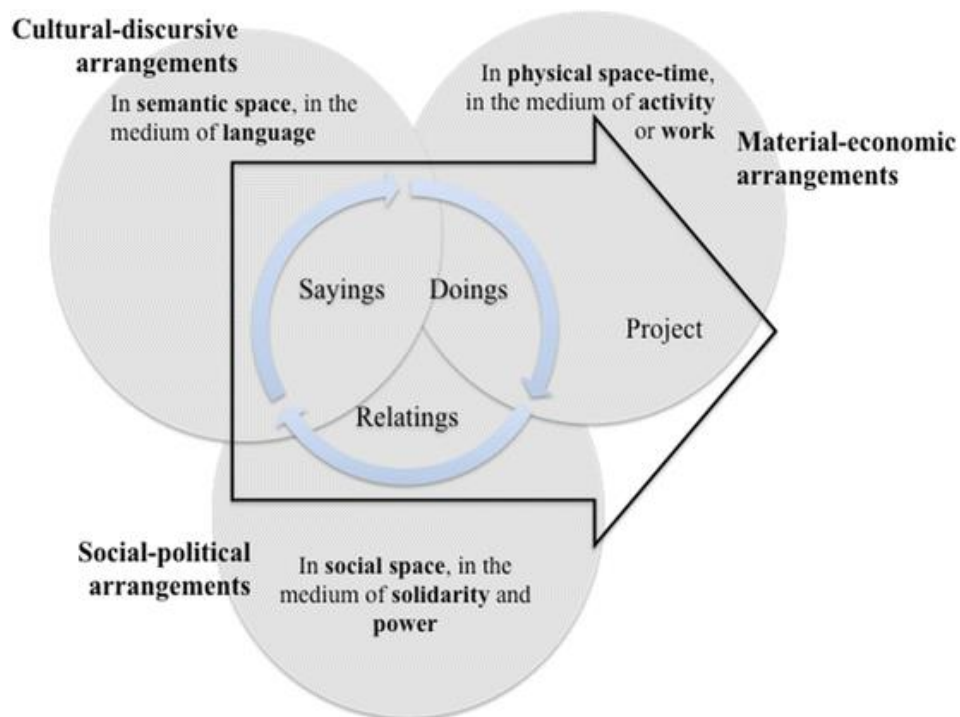 Cultural-discursive
arrangements
In semantic space, in the
medium of language
In physical space-time,
in the medium of activity
or work
Material-economic
arrangements
Sayings
Doings
Project
Relatings
Social-political
arrangements
In social space, in the
medium of solidarity and
power